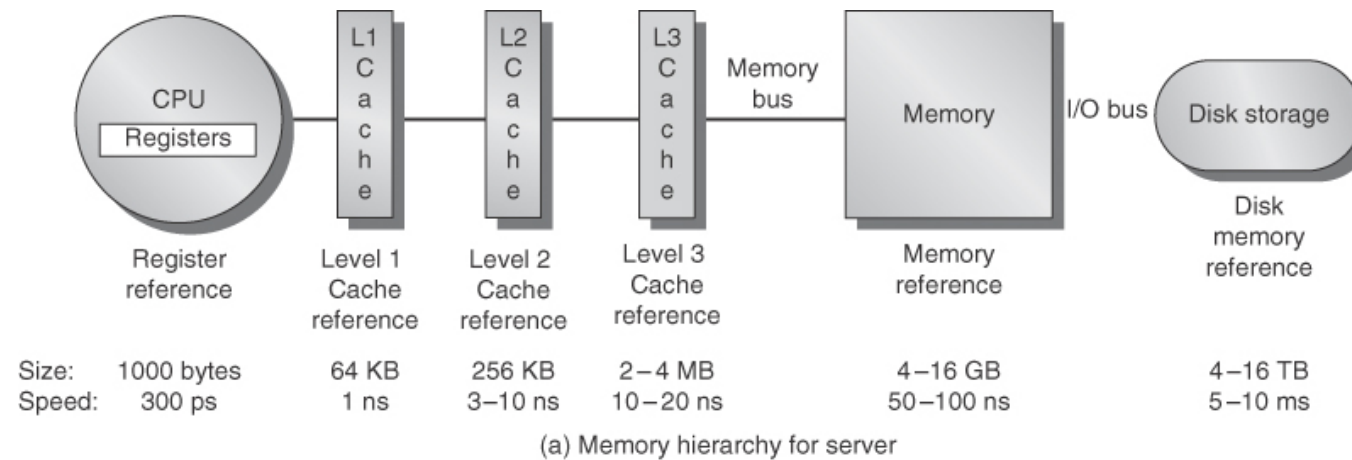 CPU
Registers
L1
C
a
c
h
e
L2
C
a
c
h
e
L3
C
a
c
h
e
Memory
bus
Memory
I/O bus
Disk storage
Register
reference
Level 1
Cache
reference
Level 2
Cache
reference
Level 3
Cache
reference
Memory
reference
Disk
memory
reference
Size: 1000 bytes 64 KB 256 KB 2–4 MB 4–16 GB 4–16 TB
Speed: 300 ps 1 ns 3–10 ns 10–20 ns 50–100 ns 5–10 ms
(a) Memory hierarchy for server